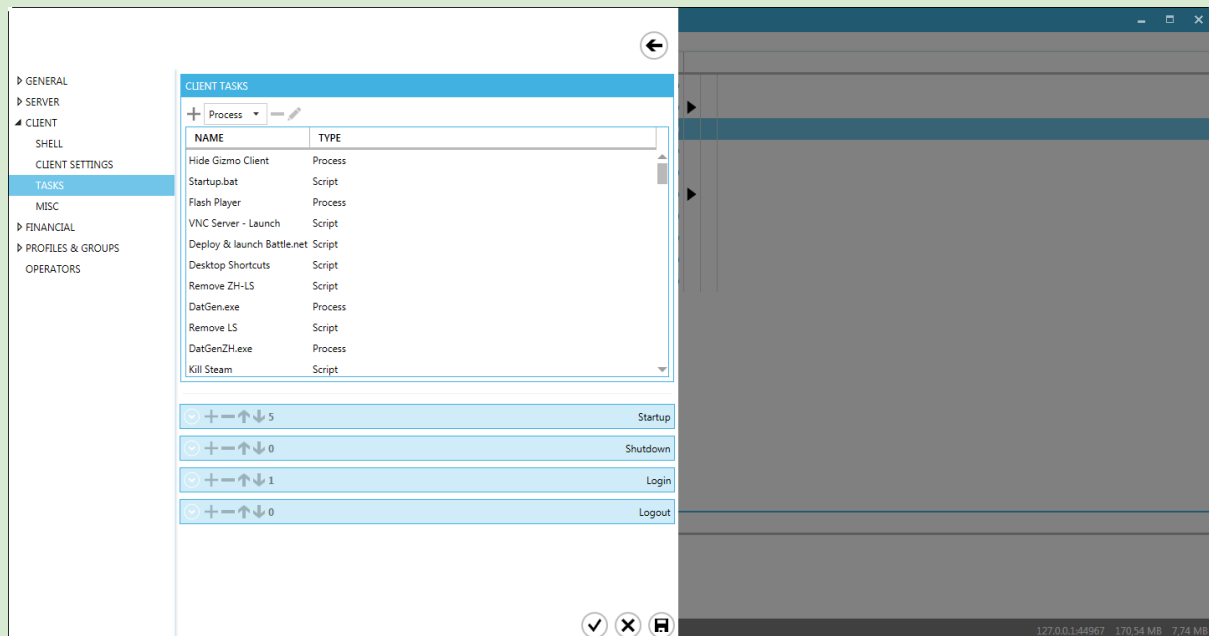 GENERAL
SERVER
CLIENT
SHELL
CLIENT SETTINGS
TASKS
MISC
FINANCIAL
PROFILES & GROUPS
OPERATORS
CLIENT TASKS
Process
NAME TYPE
Hide Gizmo Client Process
Startup.bat Script
Flash Player Process
VNC Server - Launch Script
Deploy & launch Battle.net Script
Desktop Shortcuts Script
Remove ZH-LS Script
DatGen.exe Process
Remove LS Script
DatGenZH.exe Process
Kill Steam Script
5 Startup
0 Shutdown
1 Login
0 Logout
127.0.0.1:44967 170,54 MB 7,74 MB